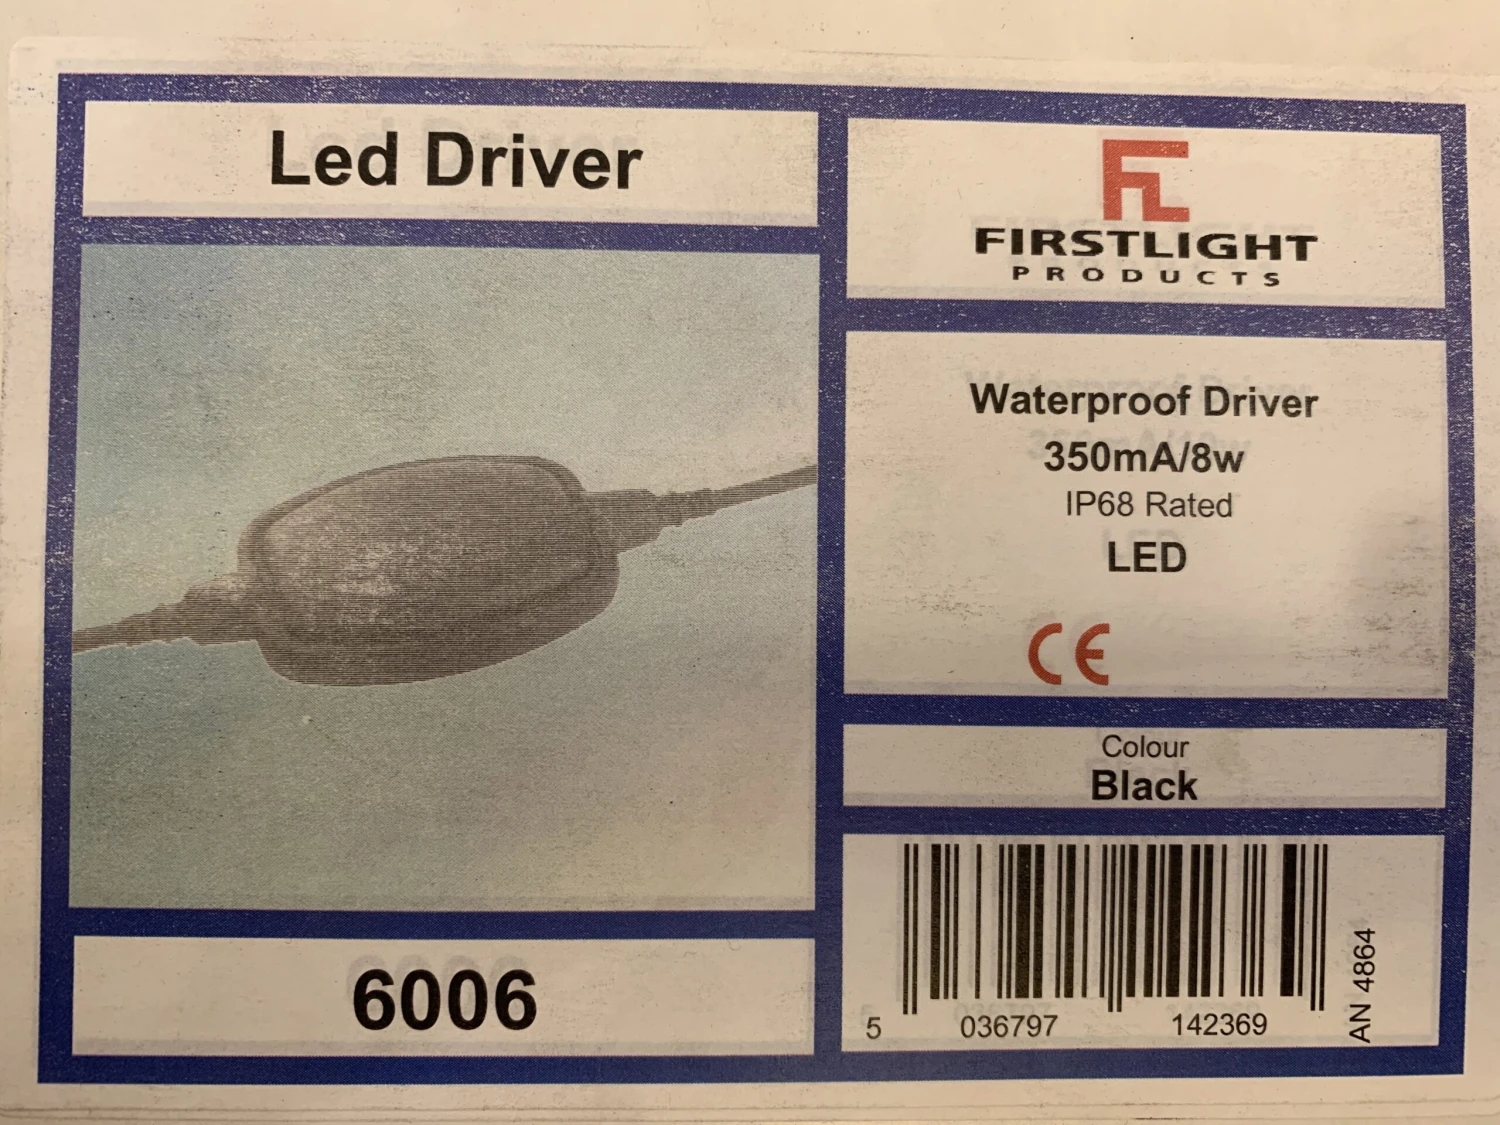 Led Driver
FL
FIRSTLIGHT
PRODUCTS
Waterproof Driver
350mA/8w
IP68 Rated
LED
CE
Colour
Black
6006
5 036797 142369
AN 4864